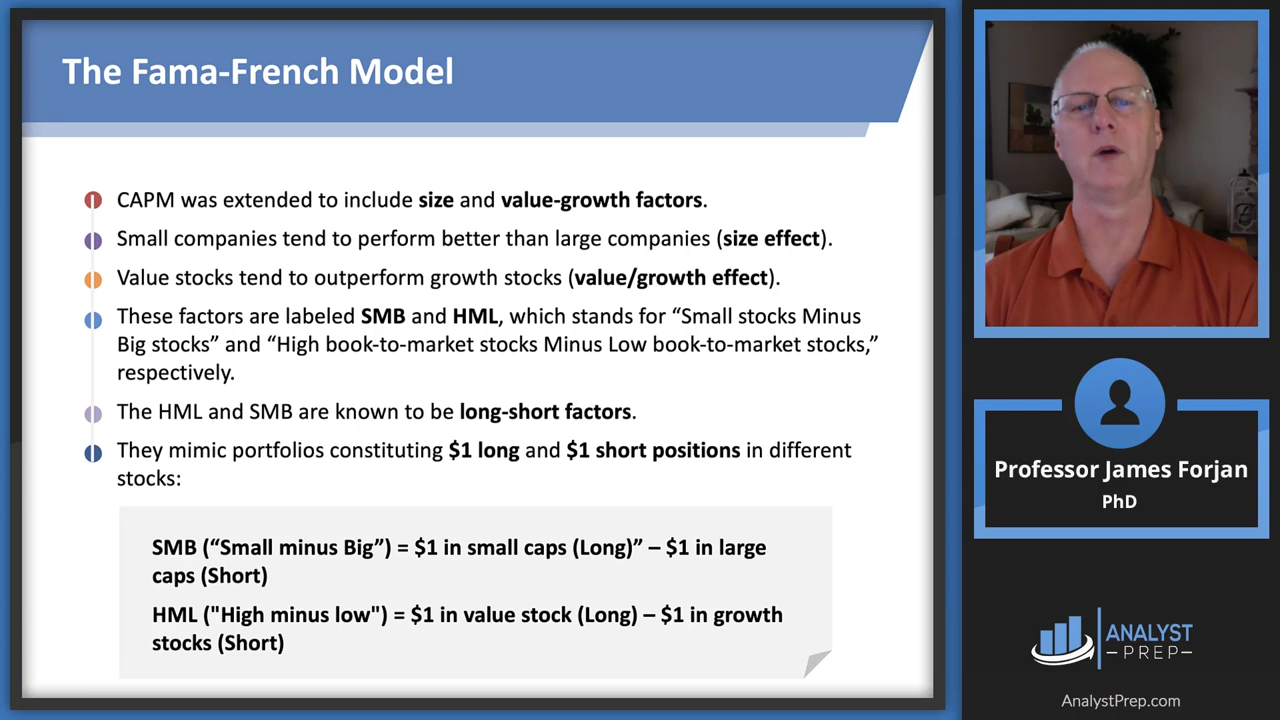 The Fama-French Model
CAPM was extended to include size and value-growth factors.
Small companies tend to perform better than large companies (size effect).
Value stocks tend to outperform growth stocks (value/growth effect).
These factors are labeled SMB and HML, which stands for “Small stocks Minus
Big stocks” and “High book-to-market stocks Minus Low book-to-market stocks,”
respectively.
The HML and SMB are known to be long-short factors.
They mimic portfolios constituting $1 long and $1 short positions in different
stocks:
SMB (“Small minus Big”) = $1 in small caps (Long)” – $1 in large
caps (Short)
HML ("High minus low") = $1 in value stock (Long) – $1 in growth
stocks (Short)
Professor James Forjan
PhD
ANALYST
PREP
AnalystPrep.com